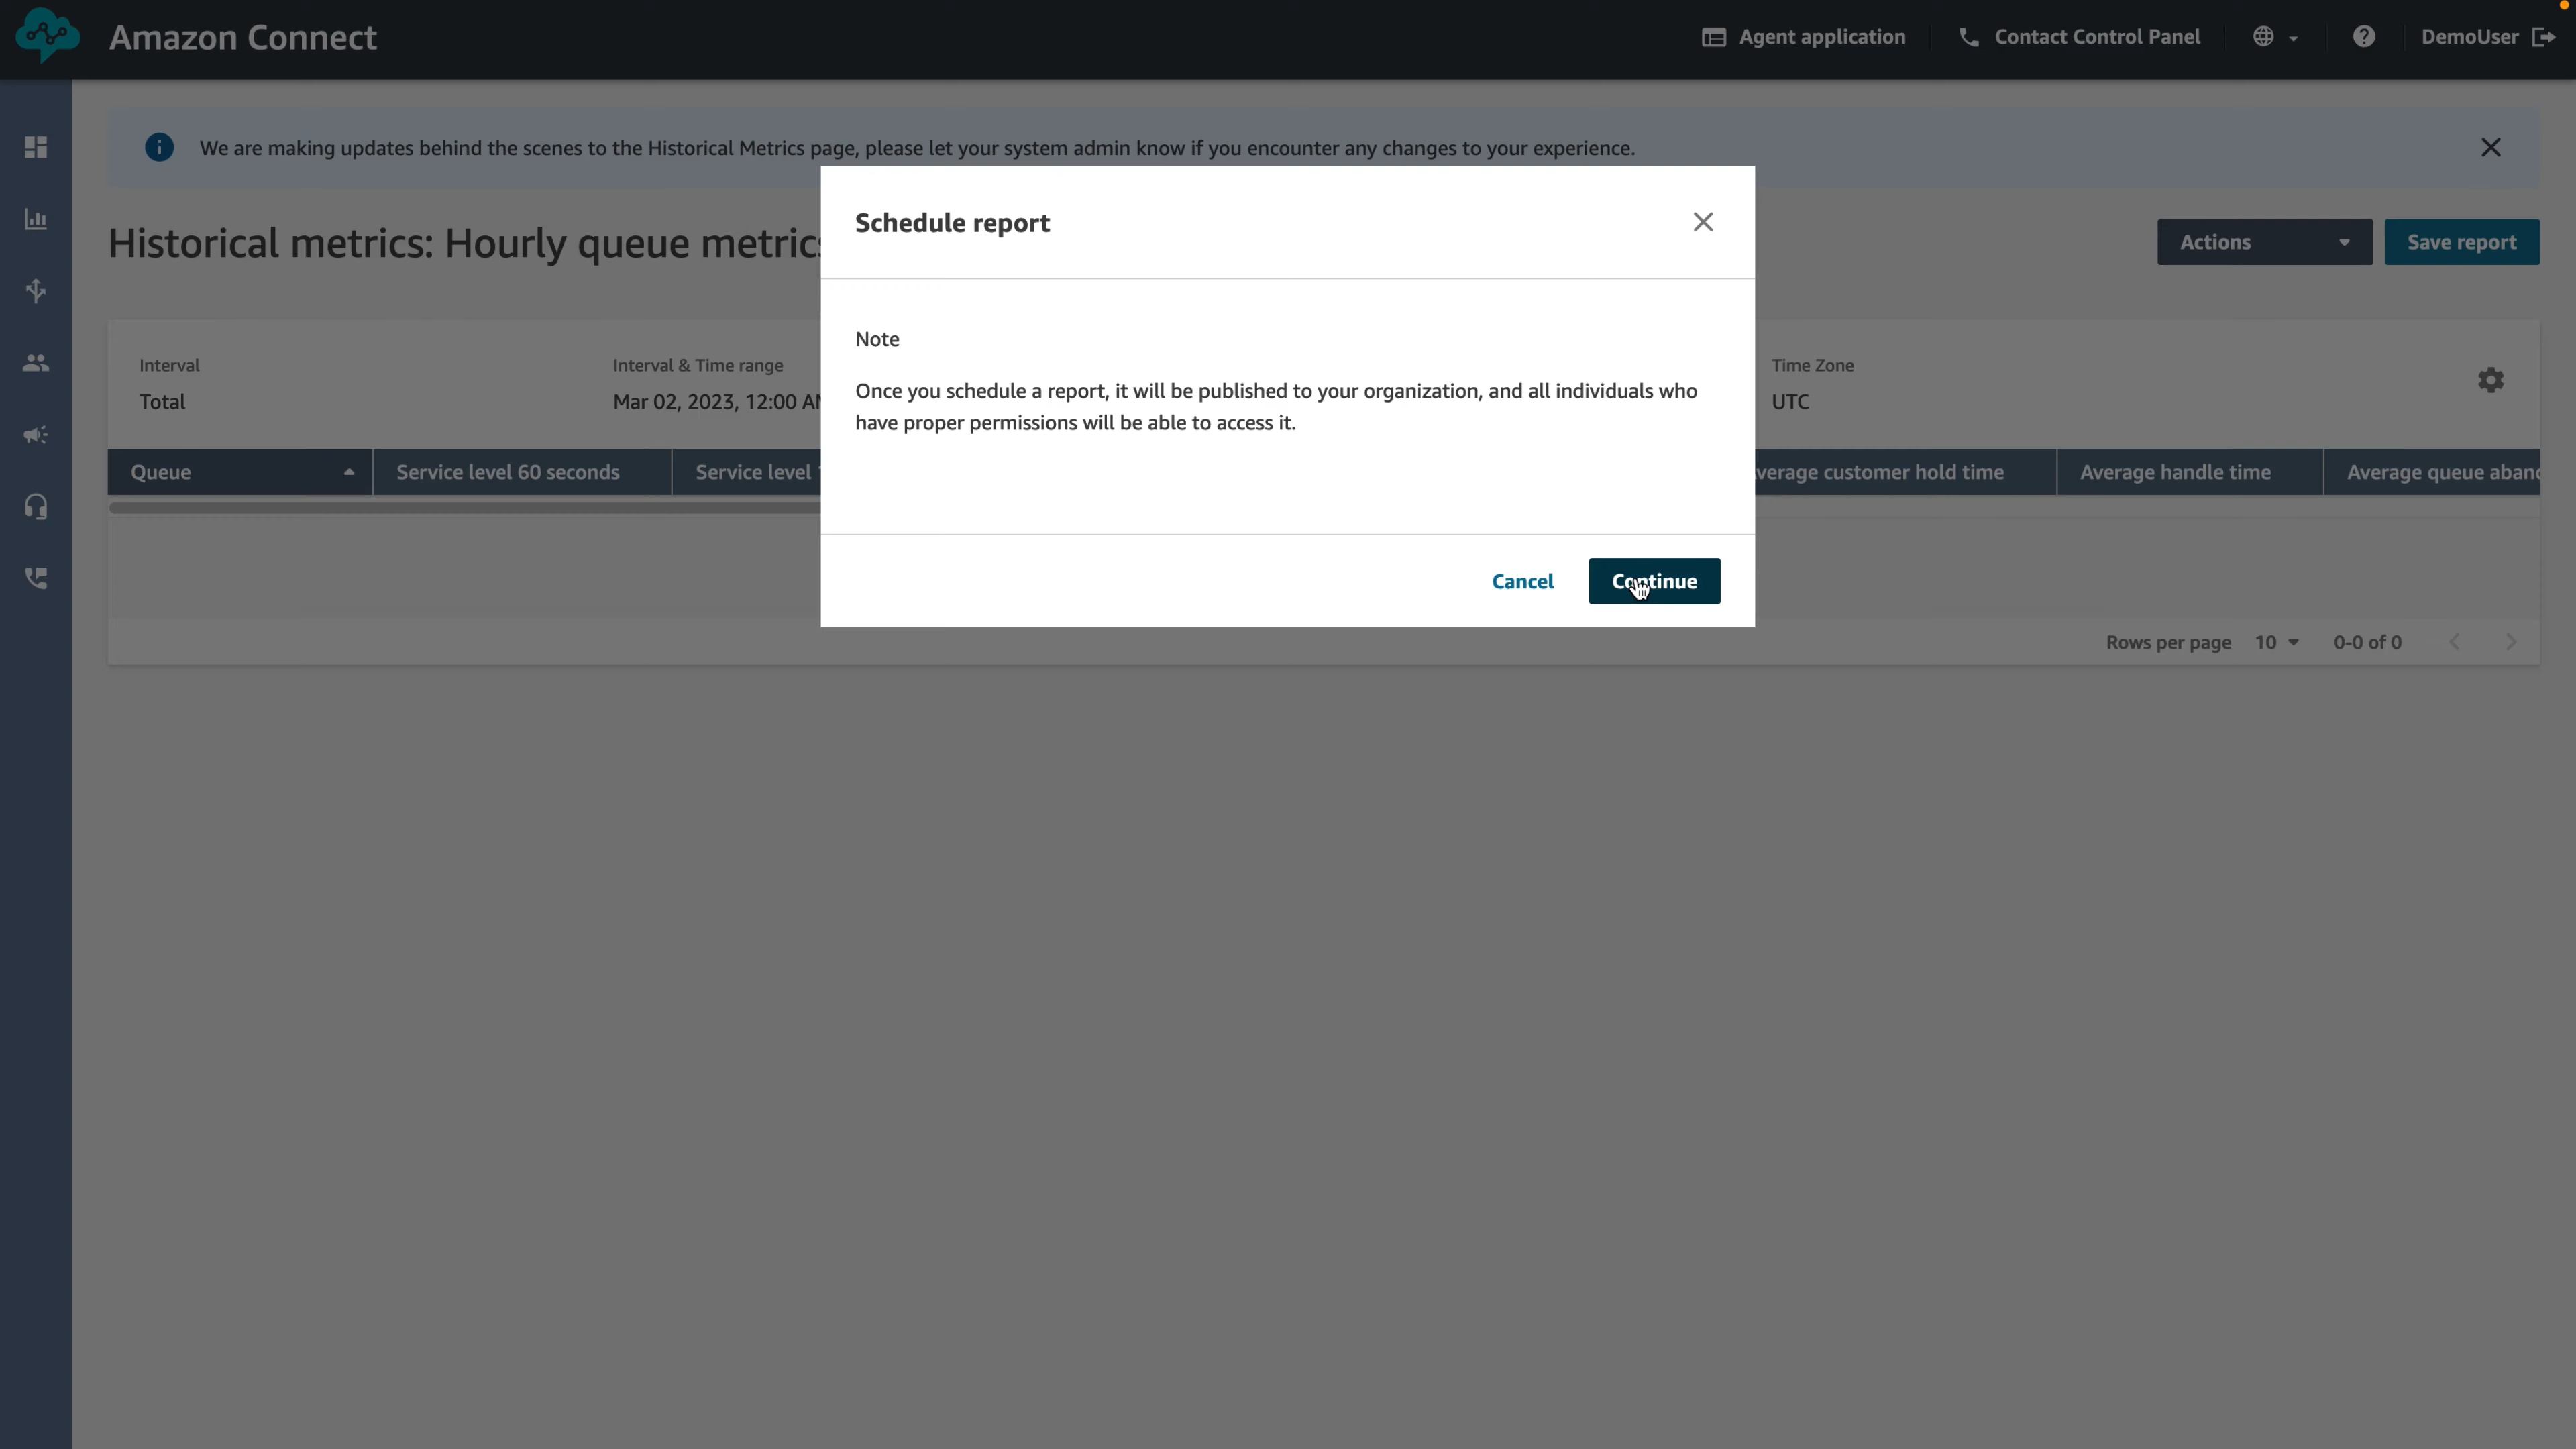 Amazon Connect
Agent application
Contact Control Panel
DemoUser
We are making updates behind the scenes to the Historical Metrics page, please let your system admin know if you encounter any changes to your experience.
Historical metrics: Hourly queue metrics
Actions
Save report
Schedule report
Note
Once you schedule a report, it will be published to your organization, and all individuals who
have proper permissions will be able to access it.
Cancel
Continue
Interval
Total
Interval & Time range
Mar 02, 2023, 12:00
Time Zone
UTC
Queue
Service level 60 seconds
Service level
customer hold time
Average handle time
Average queue
Rows per page 10 0-0 of 0